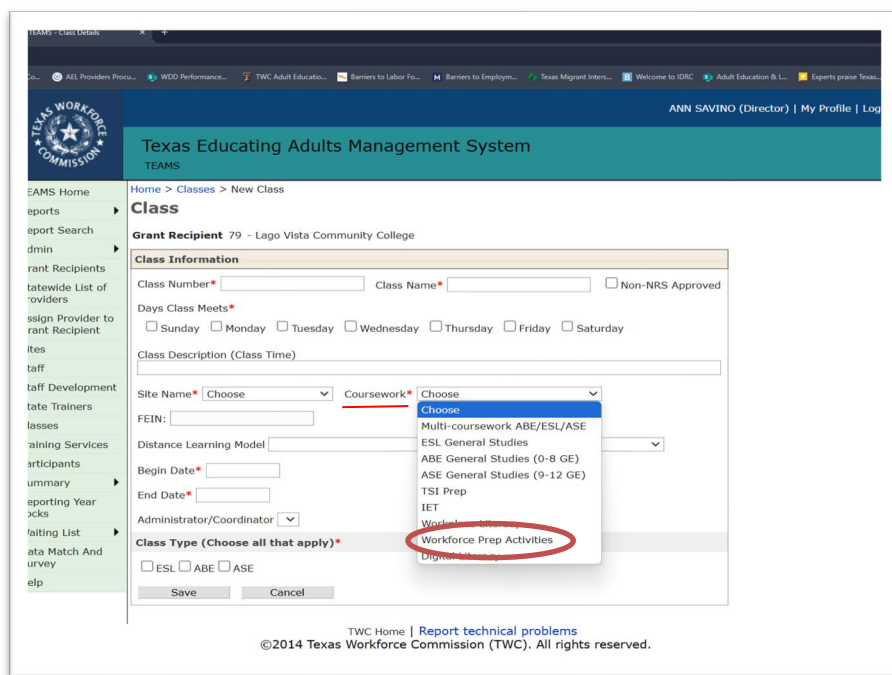 TEAMS - Class Details × +
Co... AEL Providers Procu... WDD Performance... TWC Adult Educatio... Barriers to Labor Fo... Barriers to Employm... Texas Migrant Inters... Welcome to IDRC Adult Education & L... Experts praise Texas...
TEXAS WORKFORCE COMMISSION
ANN SAVINO (Director) | My Profile | Log
Texas Educating Adults Management System
TEAMS
EAMS Home
eports
eport Search
dmin
rant Recipients
tatewide List of
roviders
ssign Provider to
rant Recipient
ites
taff
taff Development
tate Trainers
lasses
raining Services
articipants
ummary
eporting Year
ocks
aiting List
ata Match And
urvey
elp
Home > Classes > New Class
Class
Grant Recipient 79 - Lago Vista Community College
Class Information
Class Number* Class Name* Non-NRS Approved
Days Class Meets*
Sunday Monday Tuesday Wednesday Thursday Friday Saturday
Class Description (Class Time)
Site Name* Choose Coursework* Choose
Choose
Multi-coursework ABE/ESL/ASE
ESL General Studies
ABE General Studies (0-8 GE)
ASE General Studies (9-12 GE)
TSI Prep
IET
Workplace Literacy
Workforce Prep Activities
Digital Literacy
FEIN:
Distance Learning Model
Begin Date*
End Date*
Administrator/Coordinator
Class Type (Choose all that apply)*
ESL ABE ASE
Save Cancel
TWC Home | Report technical problems
©2014 Texas Workforce Commission (TWC). All rights reserved.